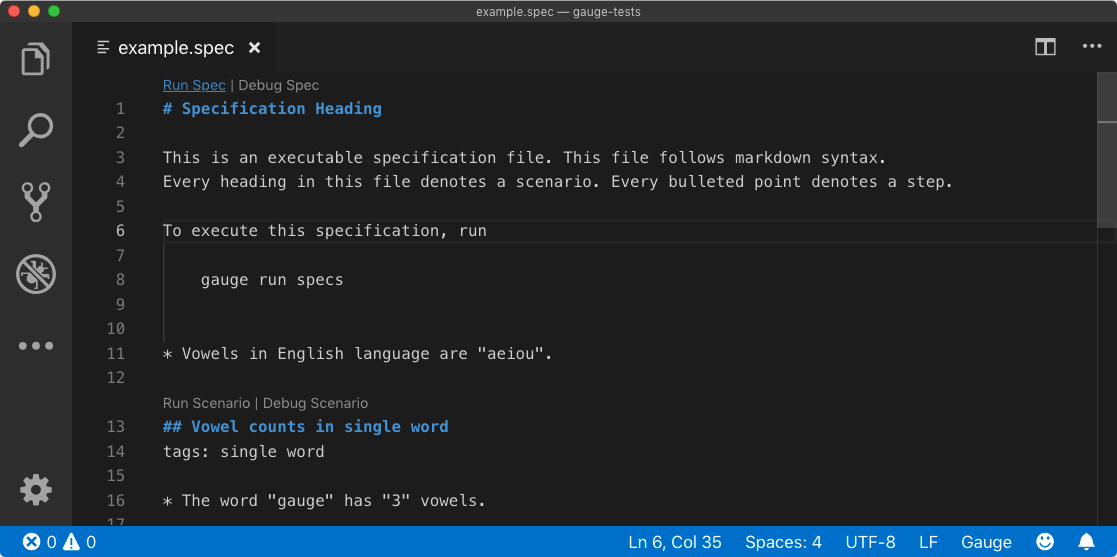 example.spec — gauge-tests
example.spec
Run Spec | Debug Spec
1 # Specification Heading
2
3 This is an executable specification file. This file follows markdown syntax.
4 Every heading in this file denotes a scenario. Every bulleted point denotes a step.
5
6 To execute this specification, run
7
8 gauge run specs
9
10
11 * Vowels in English language are "aeiou".
12
Run Scenario | Debug Scenario
13 ## Vowel counts in single word
14 tags: single word
15
16 * The word "gauge" has "3" vowels.
17
0 0 Ln 6, Col 35 Spaces: 4 UTF-8 LF Gauge